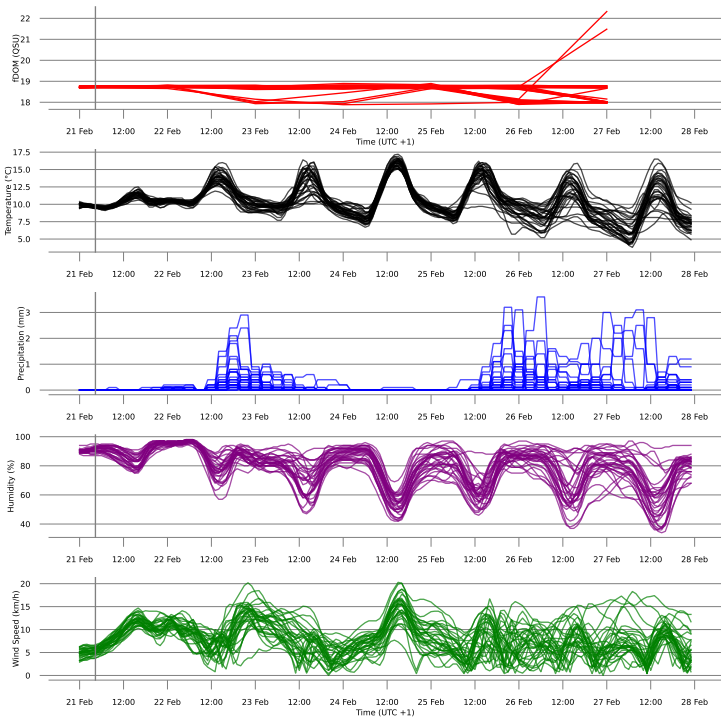 22
21
20
19
18
fDOM (QSU)
21 Feb 12:00 22 Feb 12:00 23 Feb 12:00 24 Feb 12:00 25 Feb 12:00 26 Feb 12:00 27 Feb 12:00 28 Feb
Time (UTC +1)
17.5
15.0
12.5
10.0
7.5
5.0
Temperature (°C)
21 Feb 12:00 22 Feb 12:00 23 Feb 12:00 24 Feb 12:00 25 Feb 12:00 26 Feb 12:00 27 Feb 12:00 28 Feb
3
2
1
0
Precipitation (mm)
21 Feb 12:00 22 Feb 12:00 23 Feb 12:00 24 Feb 12:00 25 Feb 12:00 26 Feb 12:00 27 Feb 12:00 28 Feb
100
80
60
40
Humidity (%)
21 Feb 12:00 22 Feb 12:00 23 Feb 12:00 24 Feb 12:00 25 Feb 12:00 26 Feb 12:00 27 Feb 12:00 28 Feb
20
15
10
5
0
Wind Speed (km/h)
21 Feb 12:00 22 Feb 12:00 23 Feb 12:00 24 Feb 12:00 25 Feb 12:00 26 Feb 12:00 27 Feb 12:00 28 Feb
Time (UTC +1)